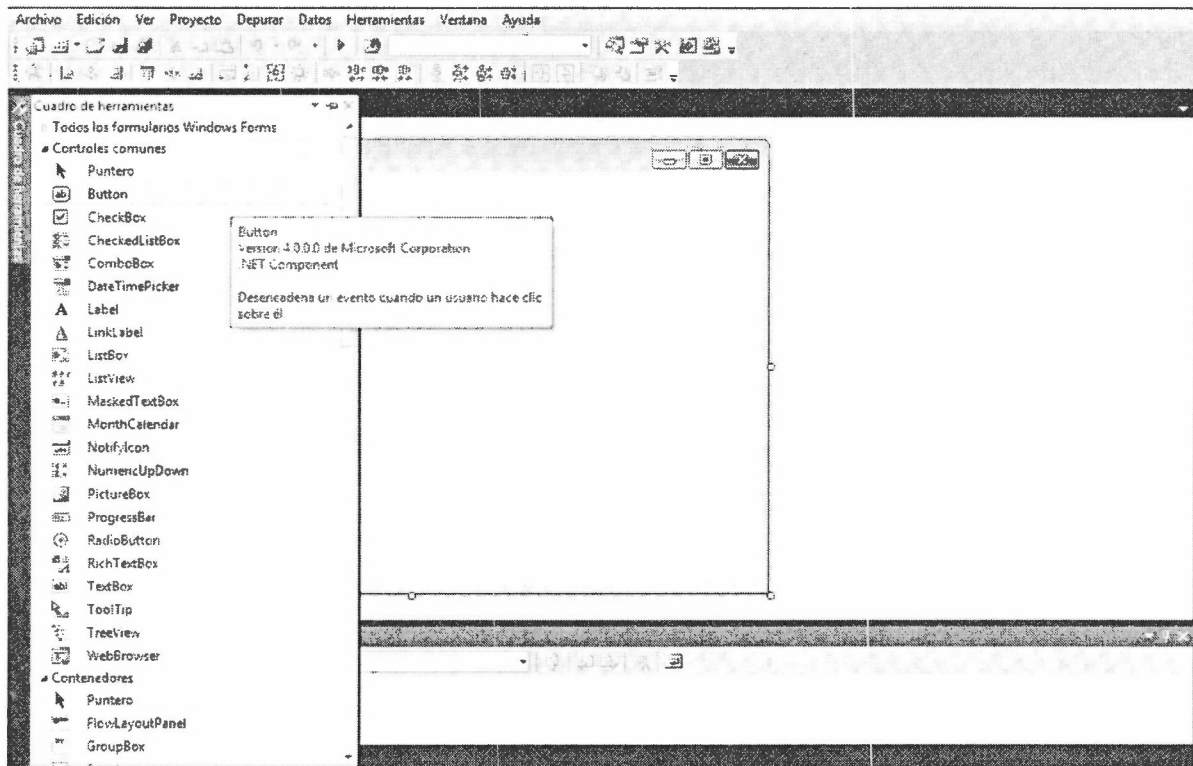 Archivo Edición Ver Proyecto Depurar Datos Herramientas Ventana Ayuda
Cuadro de herramientas
Todos los formularios Windows Forms
Controles comunes
Puntero
Button
CheckBox
CheckedListBox
ComboBox
DateTimePicker
Label
LinkLabel
ListBox
ListView
MaskedTextBox
MonthCalendar
NotifyIcon
NumericUpDown
PictureBox
ProgressBar
RadioButton
RichTextBox
TextBox
ToolTip
TreeView
WebBrowser
Contenedores
Puntero
FlowLayoutPanel
GroupBox
Button
Versión 4.0.0.0 de Microsoft Corporation
.NET Component
Desencadena un evento cuando un usuario hace clic
sobre él